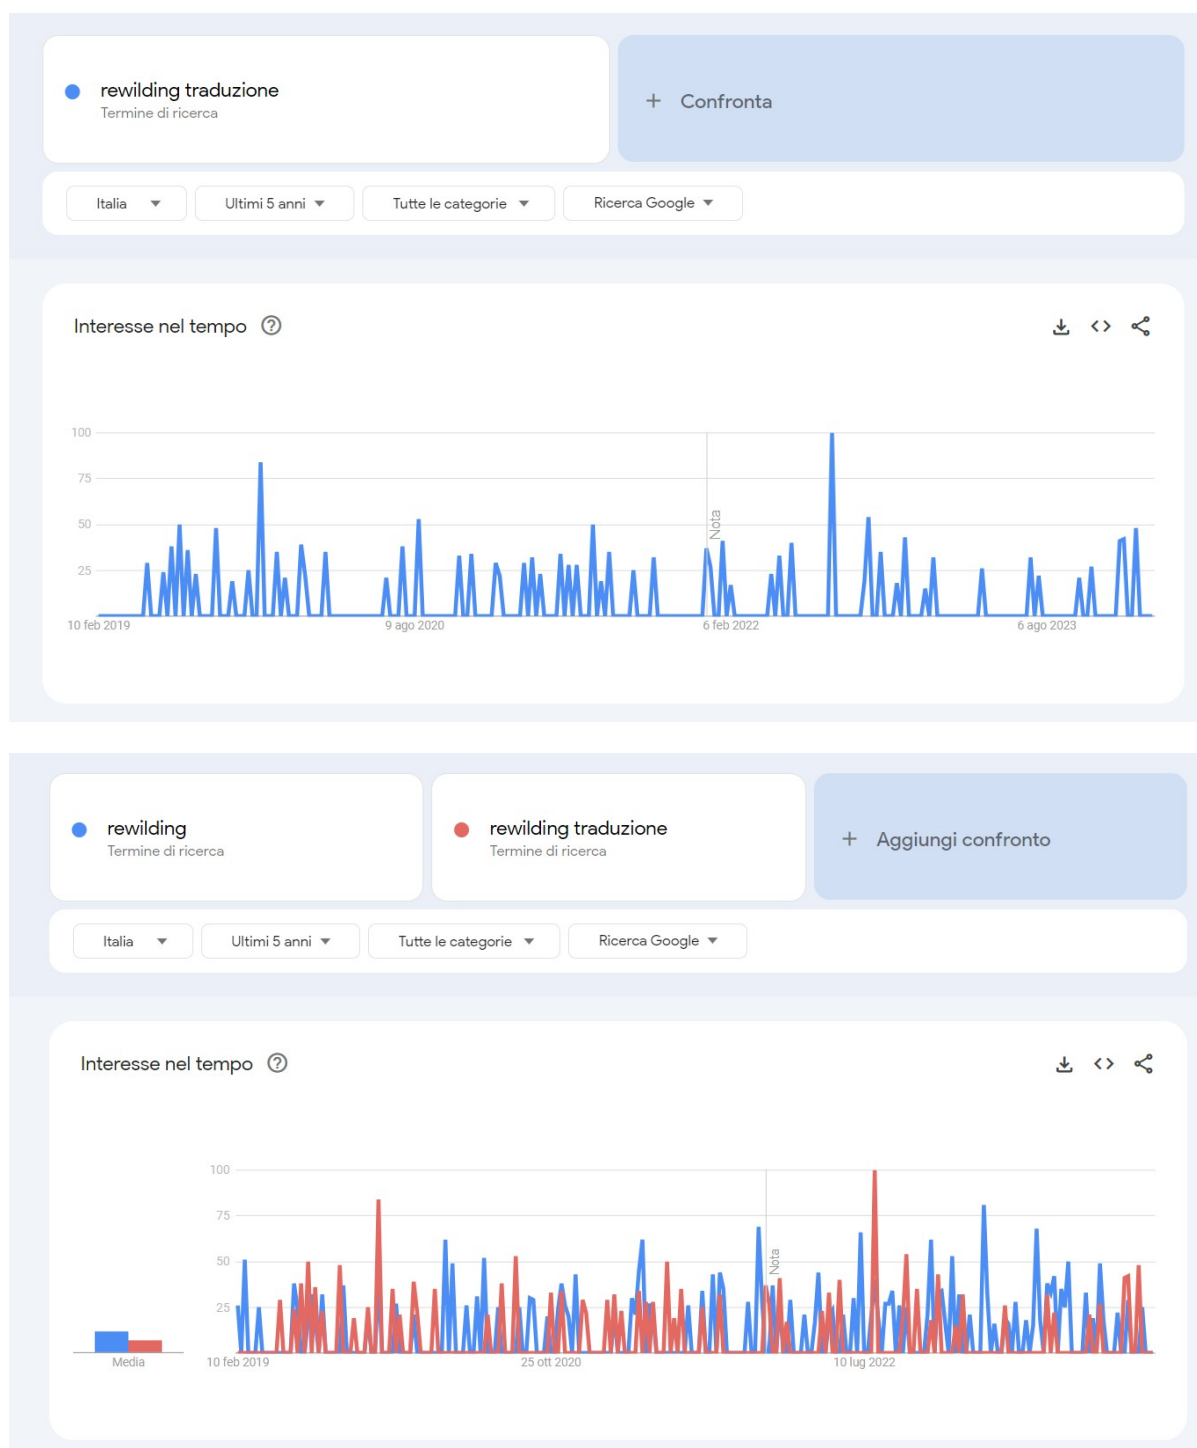 rewilding traduzione
Termine di ricerca
+ Confronta
Italia
Ultimi 5 anni
Tutte le categorie
Ricerca Google
Interesse nel tempo
100
75
50
25
Nota
10 feb 2019
9 ago 2020
6 feb 2022
6 ago 2023
rewilding
Termine di ricerca
rewilding traduzione
Termine di ricerca
+ Aggiungi confronto
Italia
Ultimi 5 anni
Tutte le categorie
Ricerca Google
Interesse nel tempo
100
75
50
25
Nota
Media
10 feb 2019
25 ott 2020
10 lug 2022